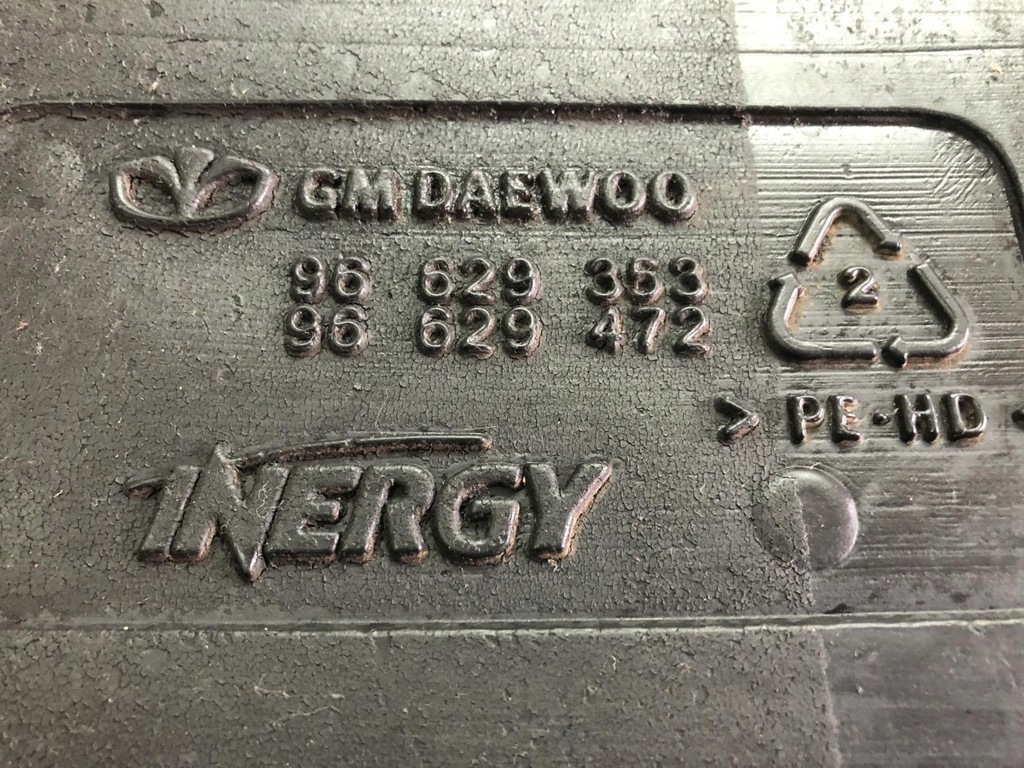 GM DAEWOO
96 629 353
96 629 472
2
> PE-HD <
INERGY